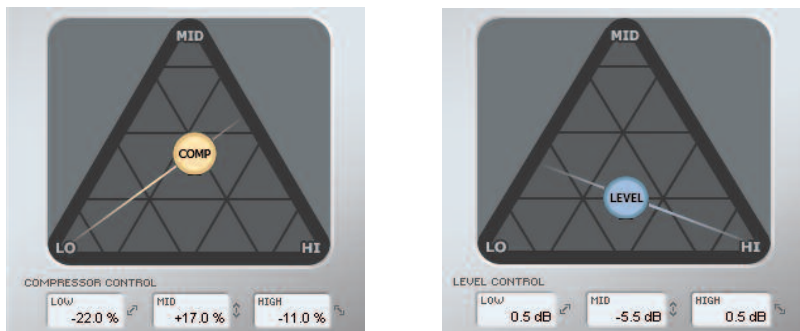 MID
COMP
LO HI
COMPRESSOR CONTROL
LOW MID HIGH
-22.0 % +17.0 % -11.0 %
MID
LEVEL
LO HI
LEVEL CONTROL
LOW MID HIGH
0.5 dB -5.5 dB 0.5 dB